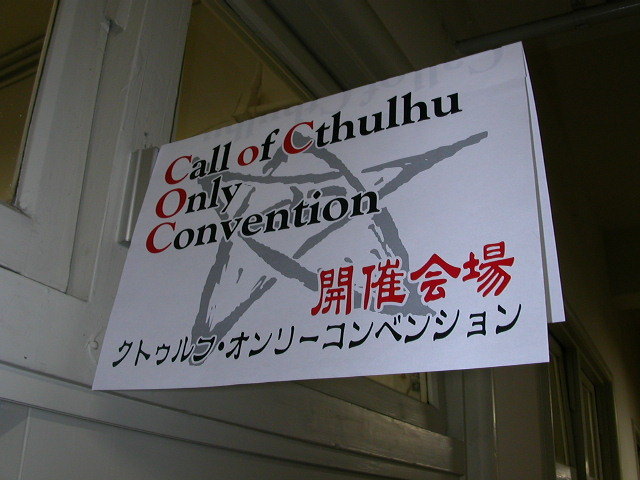 Call of Cthulhu
Only
Convention
開催会場
クトゥルフ・オンリーコンベンション